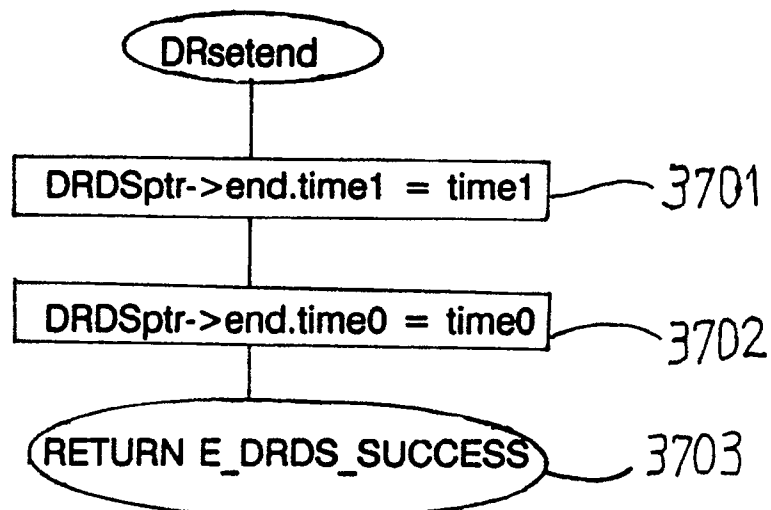 DRsetend
DRDSptr->end.time1 = time1
3701
DRDSptr->end.time0 = time0
3702
RETURN E_DRDS_SUCCESS
3703